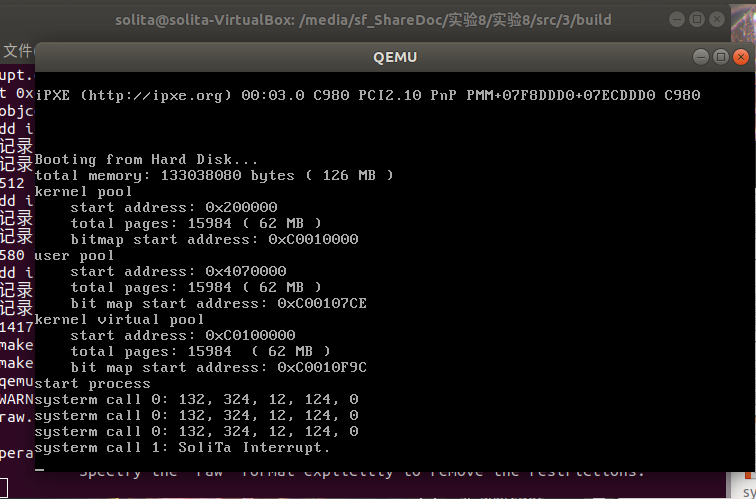 solita@solita-VirtualBox: /media/sf_ShareDoc/实验8/实验8/src/3/build
文件
QEMU
iPXE (http://ipxe.org) 00:03.0 C980 PCI2.10 PnP PMM+07F8DDD0+07ECDDD0 C980
Booting from Hard Disk...
total memory: 133038080 bytes ( 126 MB )
kernel pool
start address: 0x200000
total pages: 15984 ( 62 MB )
bitmap start address: 0xC0010000
user pool
start address: 0x4070000
total pages: 15984 ( 62 MB )
bit map start address: 0xC00107CE
kernel virtual pool
start address: 0xC0100000
total pages: 15984  ( 62 MB )
bit map start address: 0xC0010F9C
start process
systerm call 0: 132, 324, 12, 124, 0
systerm call 0: 132, 324, 12, 124, 0
systerm call 0: 132, 324, 12, 124, 0
systerm call 1: SoliTa Interrupt.
upt.
t 0x
objco
dd i
记录
记录
512
dd i
记录
记录
580
dd i
记录
记录
1417
make
make
qemu
WARN
raw.
pera
Specify the 'raw' format explicitly to remove the restrictions.